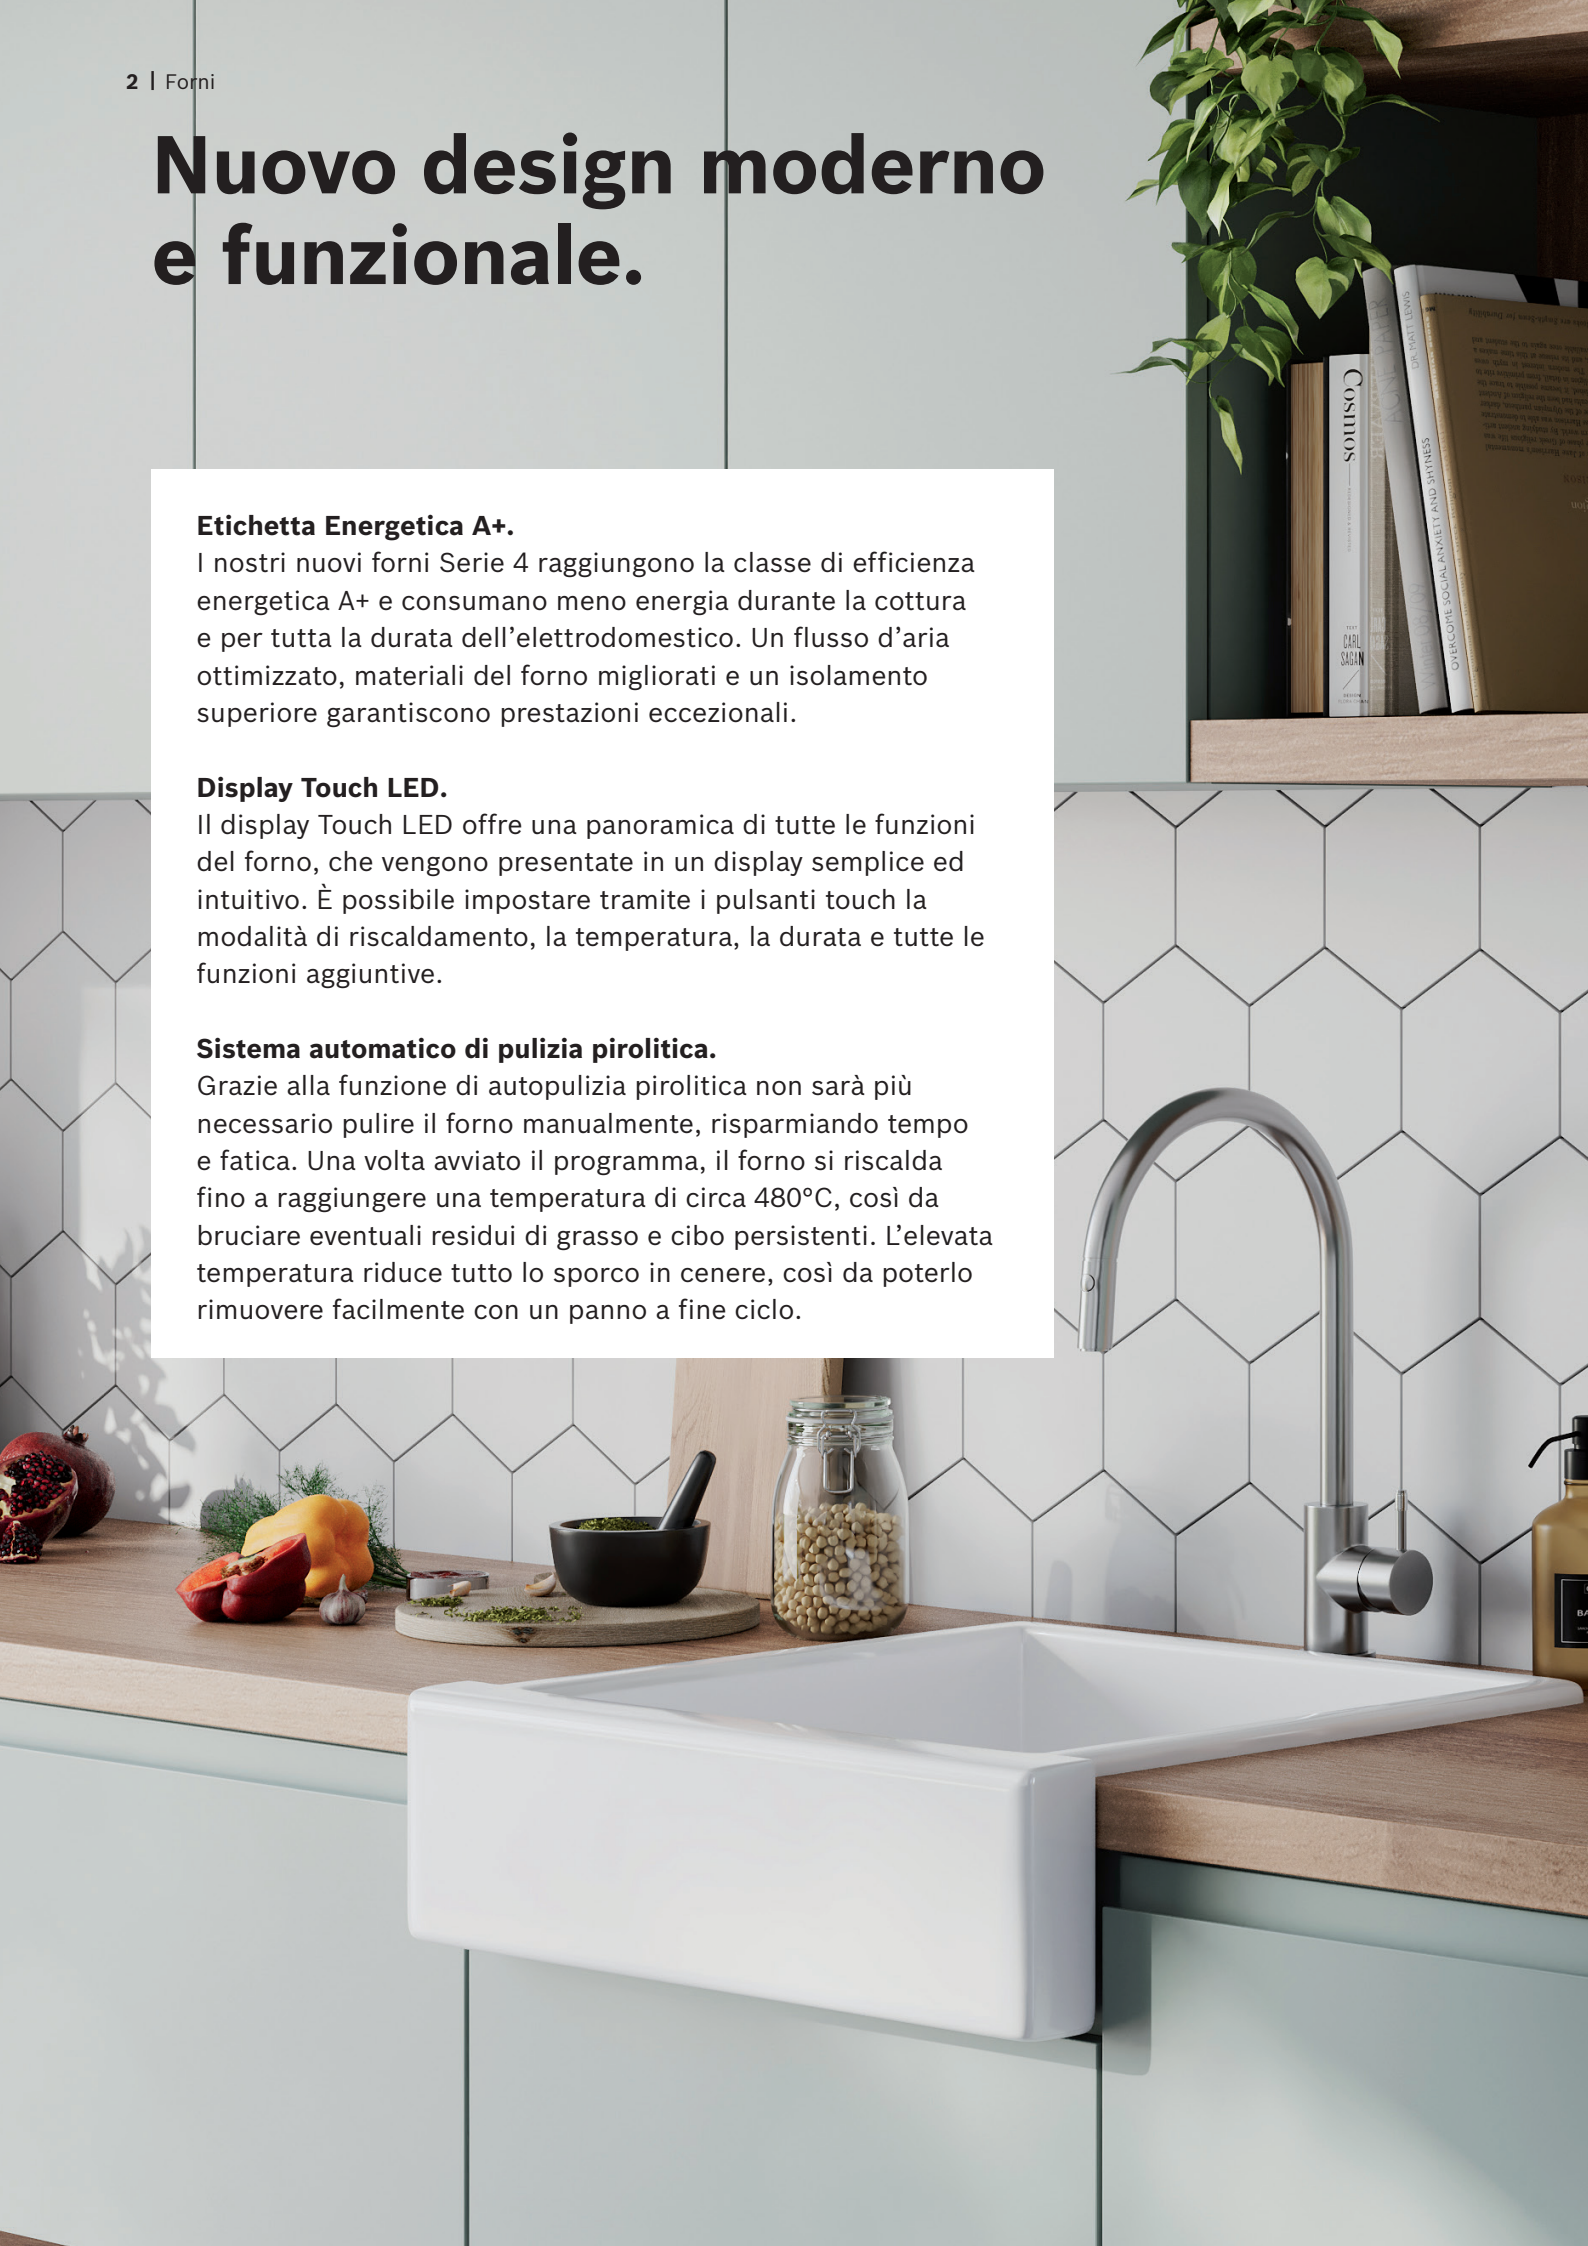 2 | Forni
Nuovo design moderno
e funzionale.
Etichetta Energetica A+.
I nostri nuovi forni Serie 4 raggiungono la classe di efficienza
energetica A+ e consumano meno energia durante la cottura
e per tutta la durata dell’elettrodomestico. Un flusso d’aria
ottimizzato, materiali del forno migliorati e un isolamento
superiore garantiscono prestazioni eccezionali.
Display Touch LED.
Il display Touch LED offre una panoramica di tutte le funzioni
del forno, che vengono presentate in un display semplice ed
intuitivo. È possibile impostare tramite i pulsanti touch la
modalità di riscaldamento, la temperatura, la durata e tutte le
funzioni aggiuntive.
Sistema automatico di pulizia pirolitica.
Grazie alla funzione di autopulizia pirolitica non sarà più
necessario pulire il forno manualmente, risparmiando tempo
e fatica. Una volta avviato il programma, il forno si riscalda
fino a raggiungere una temperatura di circa 480°C, così da
bruciare eventuali residui di grasso e cibo persistenti. L’elevata
temperatura riduce tutto lo sporco in cenere, così da poterlo
rimuovere facilmente con un panno a fine ciclo.
Cosmos
TEXT
CARL
SAGAN
DR. MATT LEWIS
OVERCOME SOCIAL ANXIETY AND SHYNESS